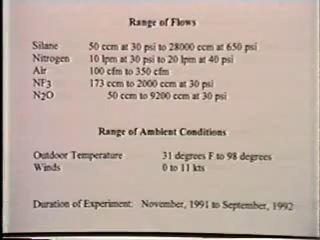 Range of Flows
Silane 50 ccm at 30 psi to 28000 ccm at 650 psi
Nitrogen 10 lpm at 30 psi to 20 lpm at 40 psi
Air 100 cfm to 350 cfm
NF3 173 ccm to 2000 ccm at 30 psi
N2O 50 ccm to 9200 ccm at 30 psi
Range of Ambient Conditions
Outdoor Temperature 31 degrees F to 98 degrees
Winds 0 to 11 kts
Duration of Experiment: November, 1991 to September, 1992